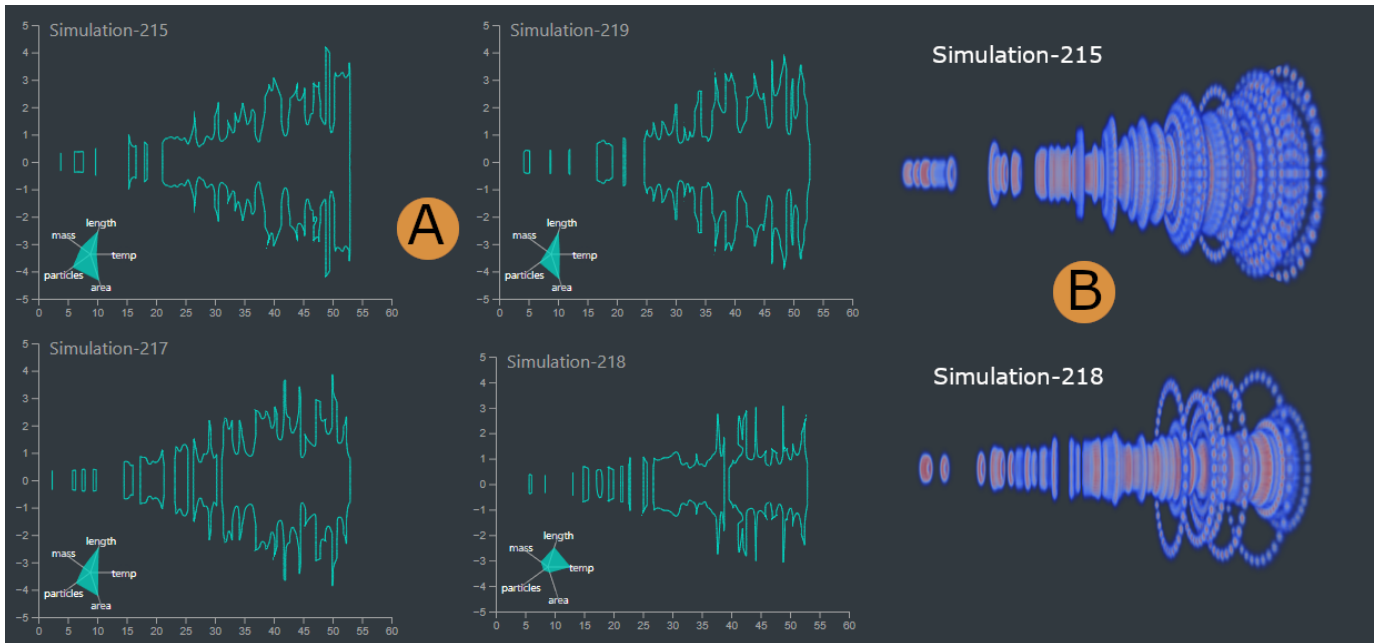 Simulation-215
5
4
3
2
1
0
−1
−2
−3
−4
−5
0 5 10 15 20 25 30 35 40 45 50 55 60
length
mass
temp
particles
area
A
Simulation-219
5
4
3
2
1
0
−1
−2
−3
−4
−5
0 5 10 15 20 25 30 35 40 45 50 55 60
length
mass
temp
particles
area
Simulation-215
B
Simulation-217
5
4
3
2
1
0
−1
−2
−3
−4
−5
0 5 10 15 20 25 30 35 40 45 50 55 60
length
mass
temp
particles
area
Simulation-218
5
4
3
2
1
0
−1
−2
−3
−4
−5
0 5 10 15 20 25 30 35 40 45 50 55 60
length
mass
temp
particles
area
Simulation-218